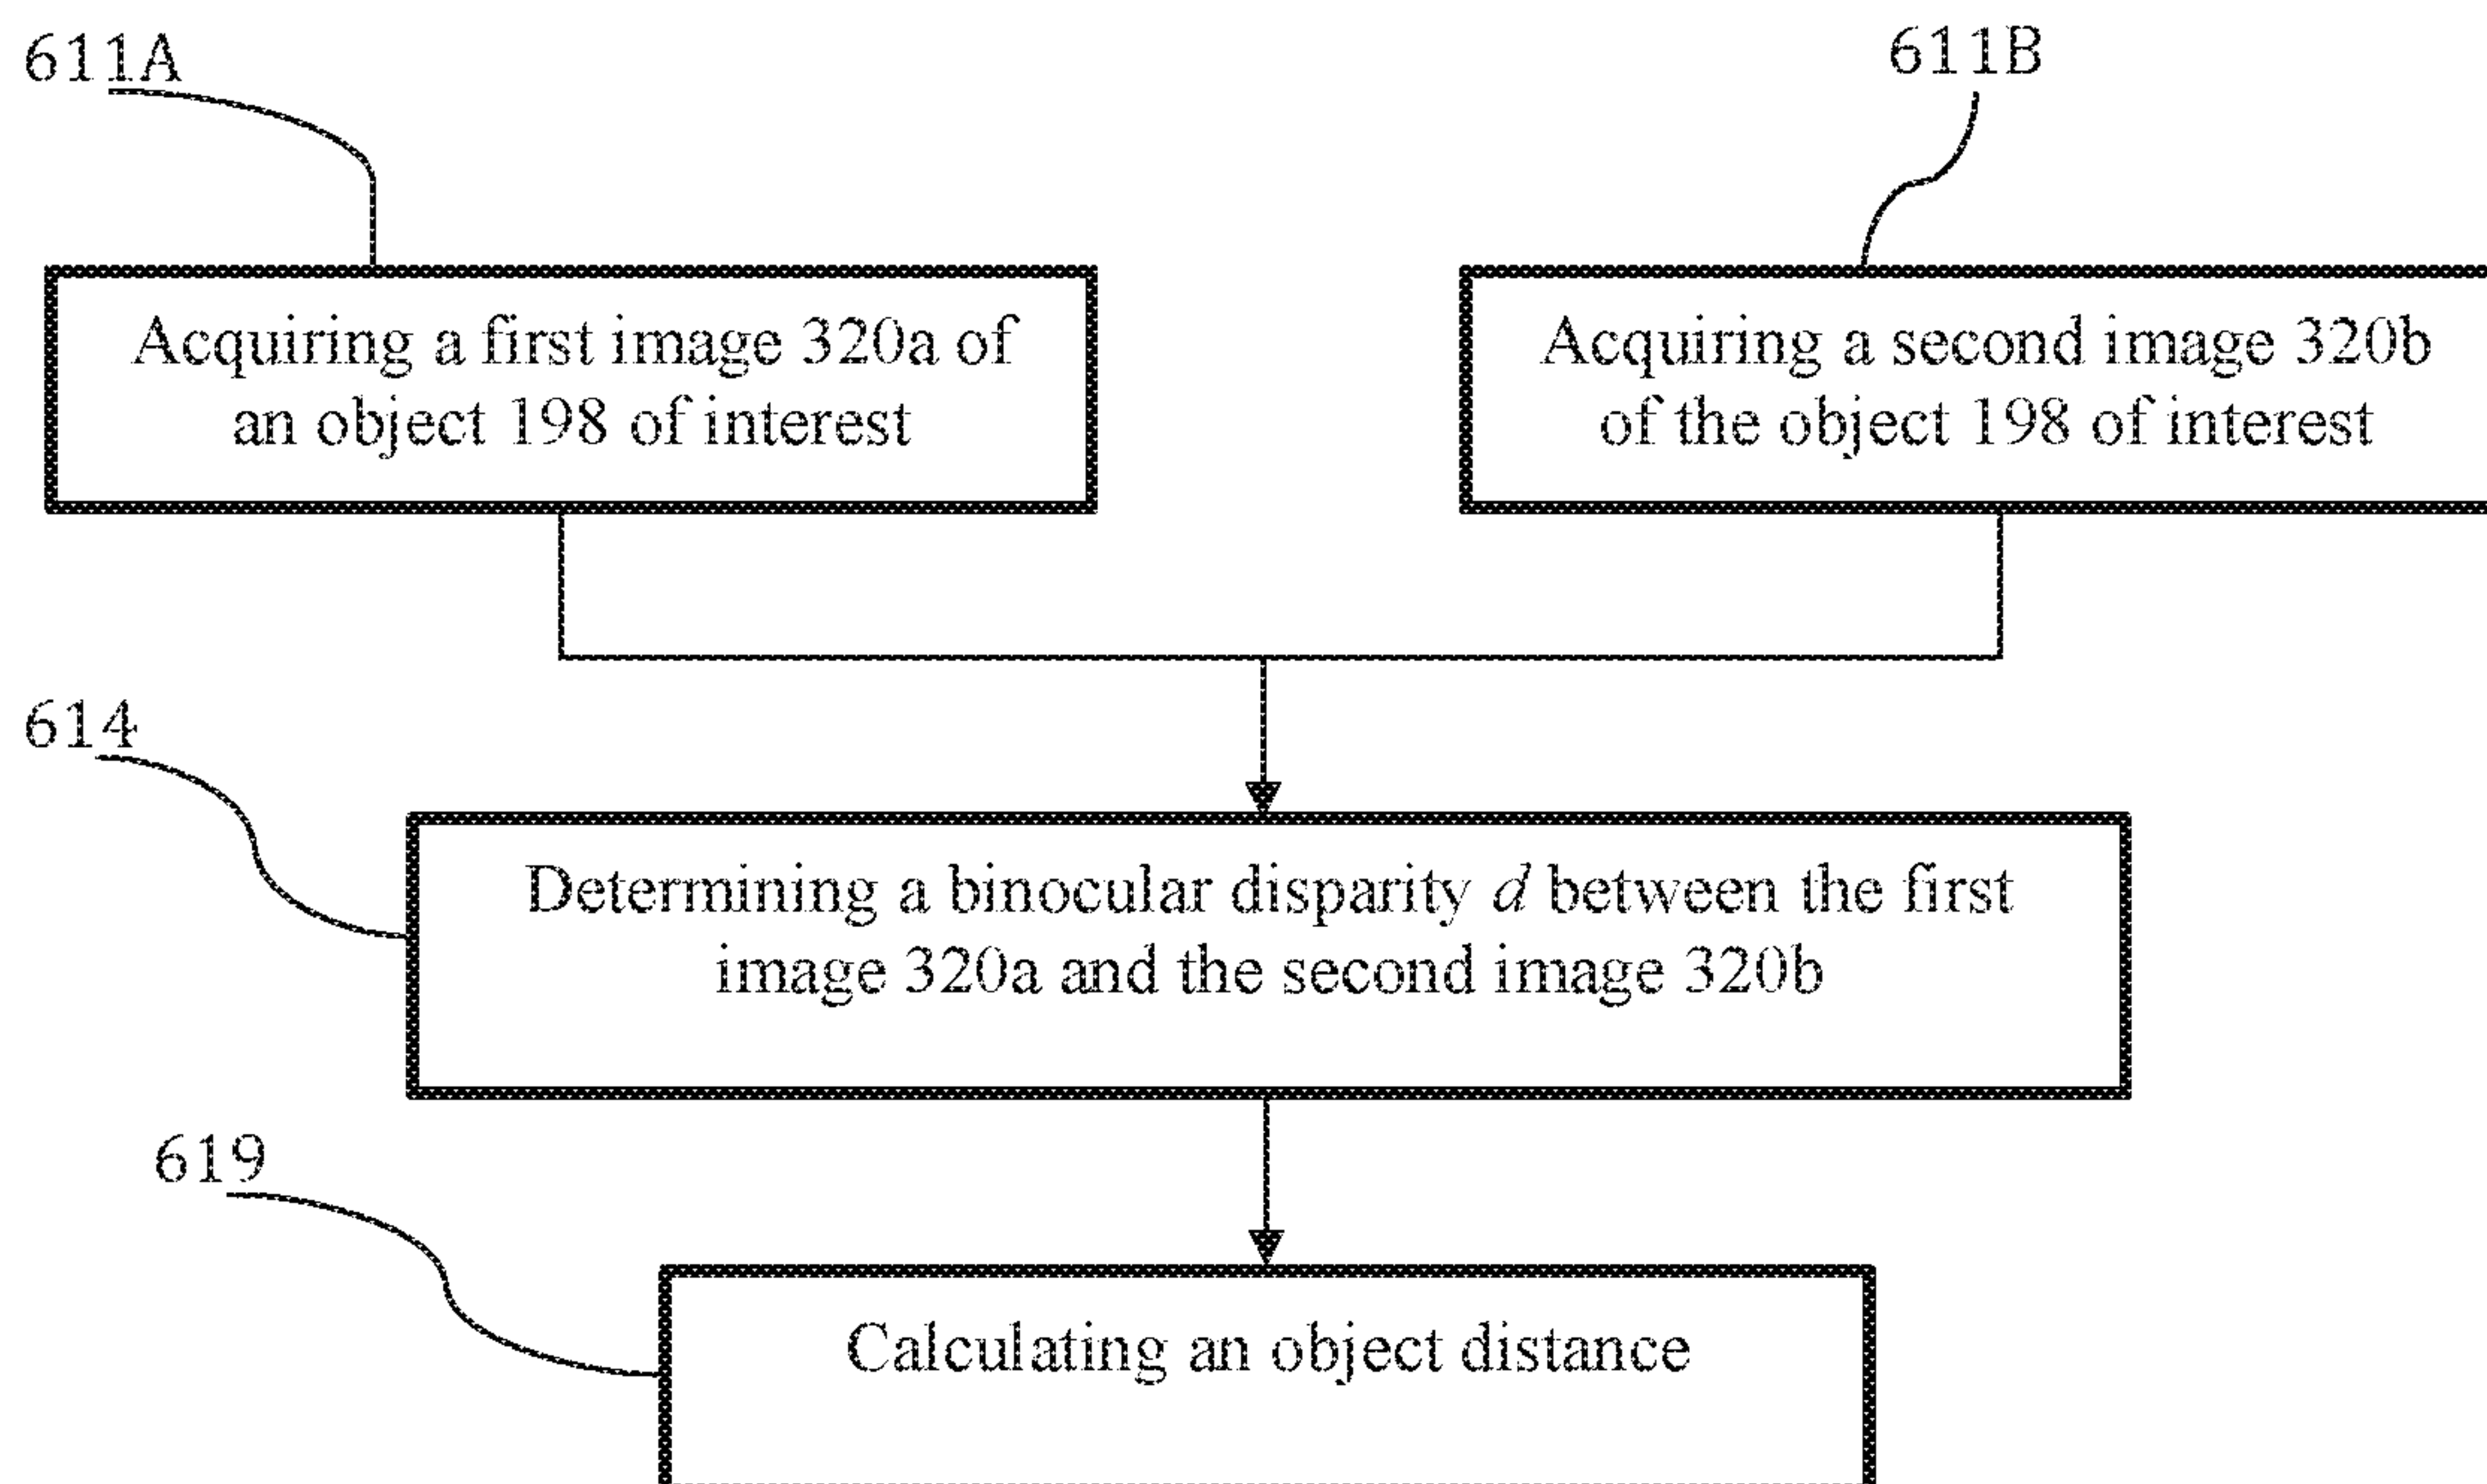 611A
611B
Acquiring a first image 320a of
an object 198 of interest
Acquiring a second image 320b
of the object 198 of interest
614
Determining a binocular disparity d between the first
image 320a and the second image 320b
619
Calculating an object distance